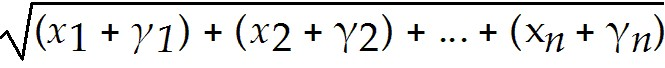 √(x1 + γ1) + (x2 + γ2) + ... + (xn + γn)